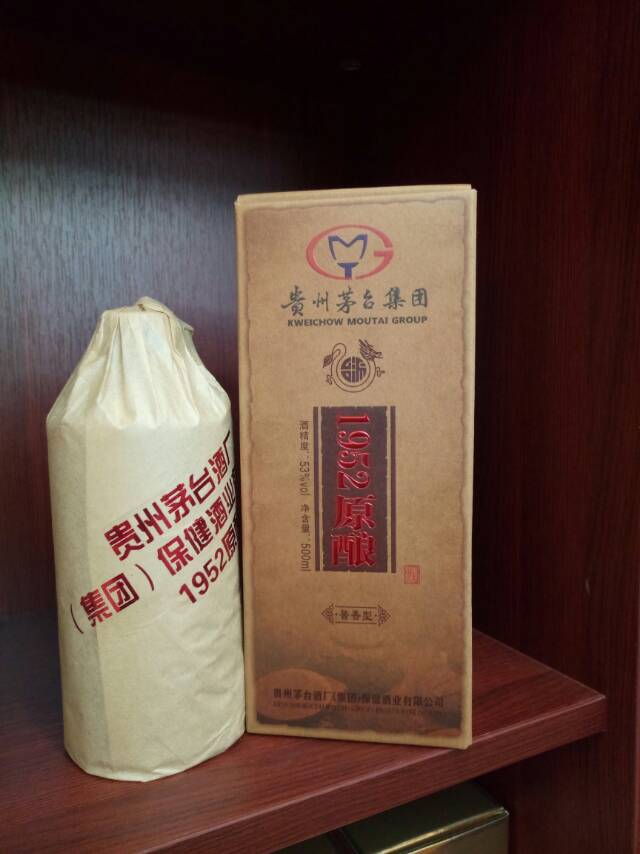 贵州茅台酒厂
（集团）保健酒业
1952原
MG
贵州茅台集团
KWEICHOW MOUTAI GROUP
1952原酿
酒精度：53%vol 净含量：500ml
酱香型
贵州茅台酒厂(集团)保健酒业有限公司